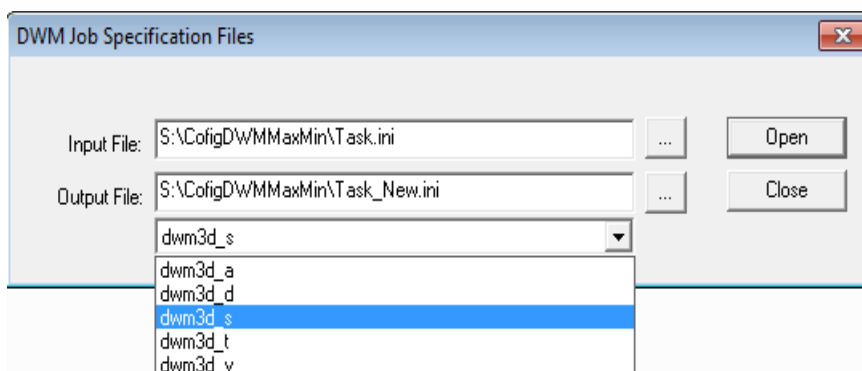 DWM Job Specification Files
Input File: S:\CofigDWMMaxMin\Task.ini ... Open
Output File: S:\CofigDWMMaxMin\Task_New.ini ... Close
dwm3d_s
dwm3d_a
dwm3d_d
dwm3d_s
dwm3d_t
dwm3d_v